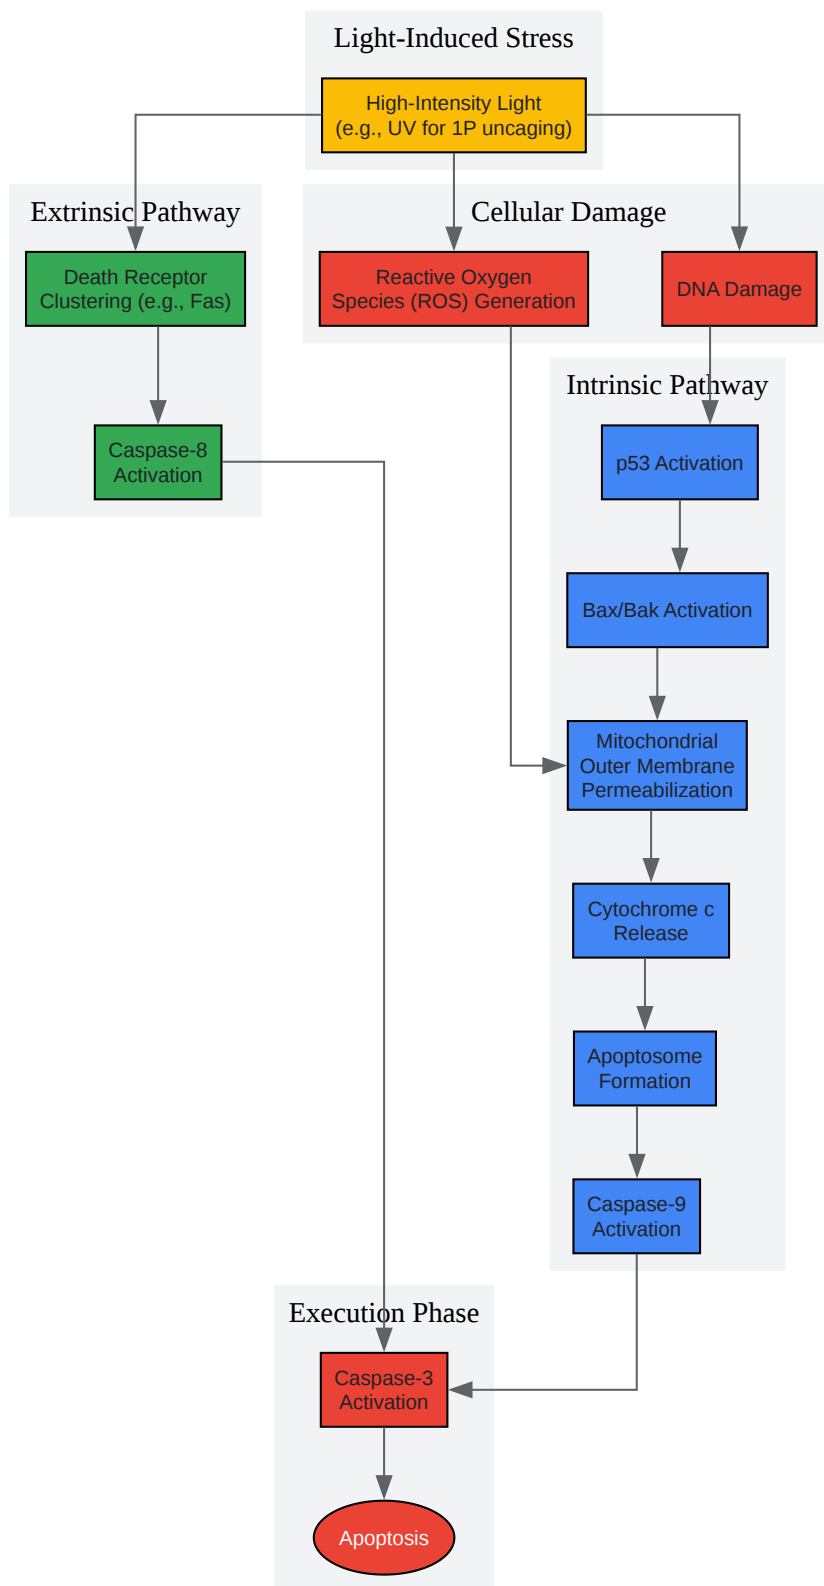 Light-Induced Stress
High-Intensity Light
(e.g., UV for 1P uncaging)
Extrinsic Pathway
Cellular Damage
Death Receptor
Clustering (e.g., Fas)
Reactive Oxygen
Species (ROS) Generation
DNA Damage
Intrinsic Pathway
Caspase-8
Activation
p53 Activation
Bax/Bak Activation
Mitochondrial
Outer Membrane
Permeabilization
Cytochrome c
Release
Apoptosome
Formation
Caspase-9
Activation
Execution Phase
Caspase-3
Activation
Apoptosis